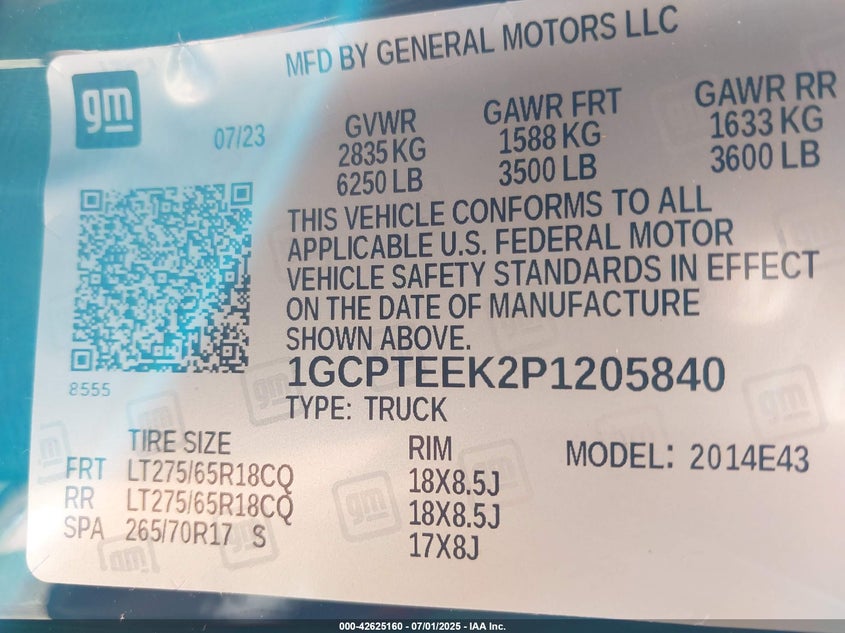 MFD BY GENERAL MOTORS LLC
gm
07/23
GVWR GAWR FRT GAWR RR
2835 KG 1588 KG 1633 KG
6250 LB 3500 LB 3600 LB
THIS VEHICLE CONFORMS TO ALL
APPLICABLE U.S. FEDERAL MOTOR
VEHICLE SAFETY STANDARDS IN EFFECT
ON THE DATE OF MANUFACTURE
SHOWN ABOVE.
8555
1GCPTEEK2P1205840
TYPE: TRUCK
TIRE SIZE RIM MODEL: 2014E43
FRT LT275/65R18CQ 18X8.5J
RR LT275/65R18CQ 18X8.5J
SPA 265/70R17 S 17X8J
000-42625160 - 07/01/2025 - IAA Inc.